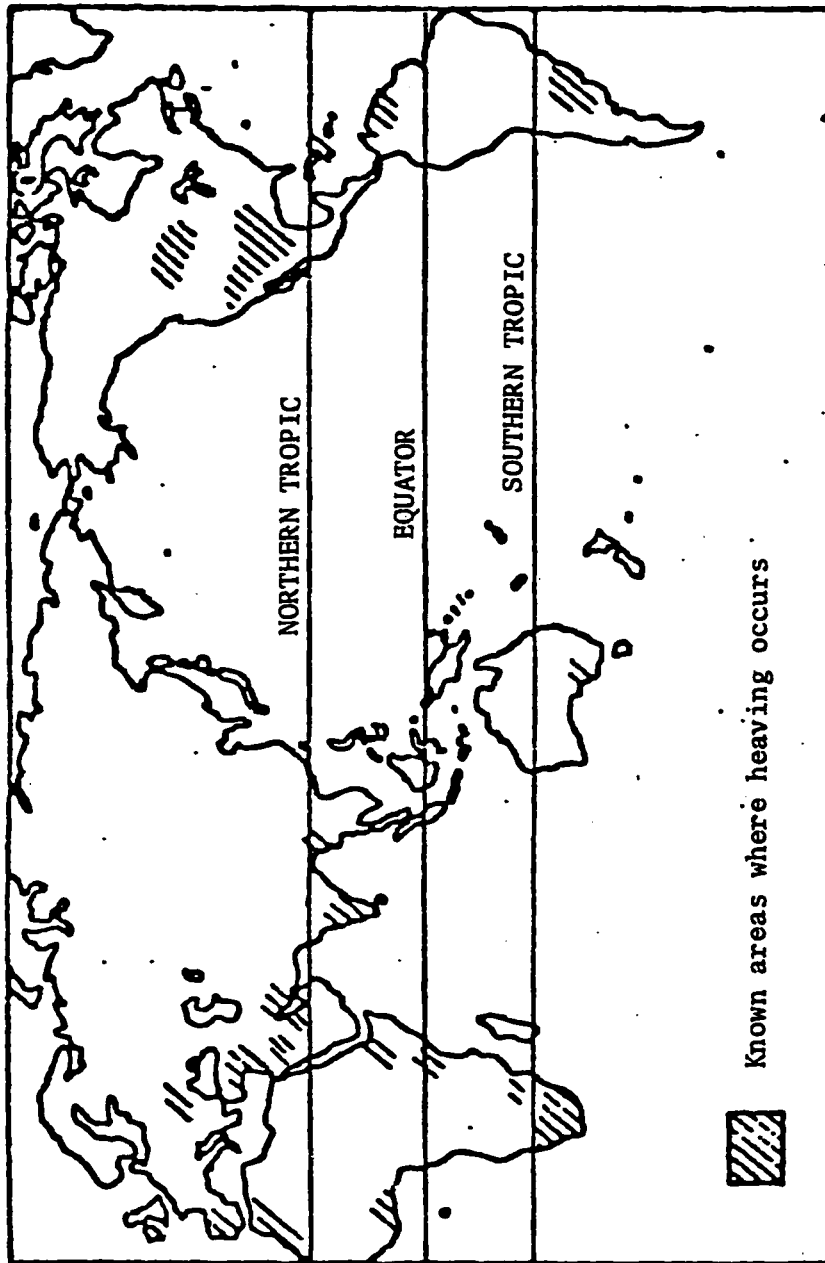 NORTHERN TROPIC
EQUATOR
SOUTHERN TROPIC
Known areas where heaving occurs